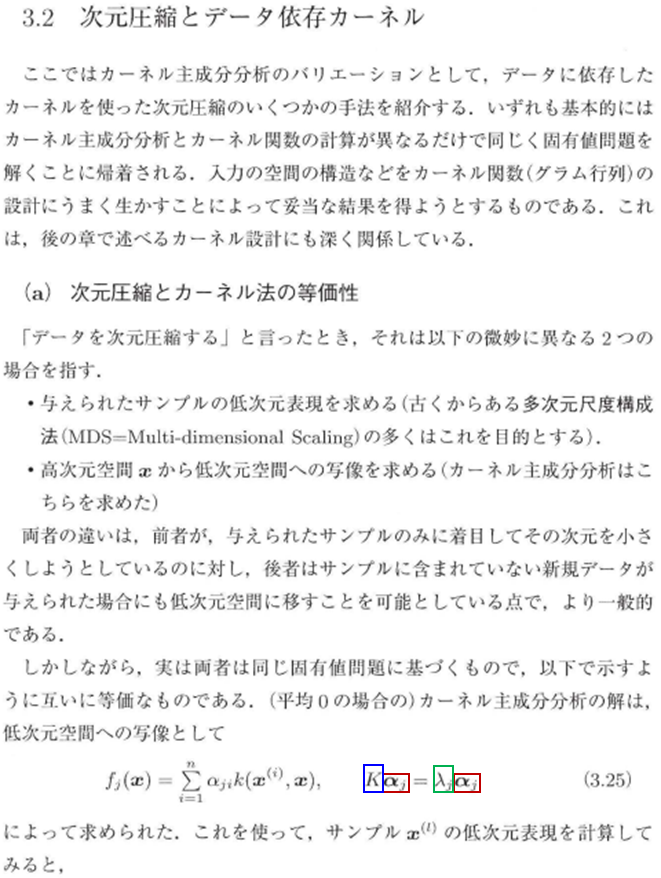 3.2 次元圧縮とデータ依存カーネル
ここではカーネル主成分分析のバリエーションとして，データに依存した
カーネルを使った次元圧縮のいくつかの手法を紹介する．いずれも基本的には
カーネル主成分分析とカーネル関数の計算が異なるだけで同じく固有値問題を
解くことに帰着される．入力の空間の構造などをカーネル関数(グラム行列)の
設計にうまく生かすことによって妥当な結果を得ようとするものである．これ
は，後の章で述べるカーネル設計にも深く関係している．
(a) 次元圧縮とカーネル法の等価性
「データを次元圧縮する」と言ったとき，それは以下の微妙に異なる 2 つの
場合を指す．
• 与えられたサンプルの低次元表現を求める(古くからある多次元尺度構成
法(MDS=Multi-dimensional Scaling)の多くはこれを目的とする)．
• 高次元空間 x から低次元空間への写像を求める(カーネル主成分分析はこ
ちらを求めた)
両者の違いは，前者が，与えられたサンプルのみに着目してその次元を小さ
くしようとしているのに対し，後者はサンプルに含まれていない新規データが
与えられた場合にも低次元空間に移すことを可能としている点で，より一般的
である．
しかしながら，実は両者は同じ固有値問題に基づくもので，以下で示すよ
うに互いに等価なものである．(平均 0 の場合の)カーネル主成分分析の解は，
低次元空間への写像として
f_j(x) = ∑_{i=1}^{n} α_{ji} k(x^{(i)}, x), Kα_j = λ_jα_j (3.25)
によって求められた．これを使って，サンプル x^{(l)} の低次元表現を計算して
みると，